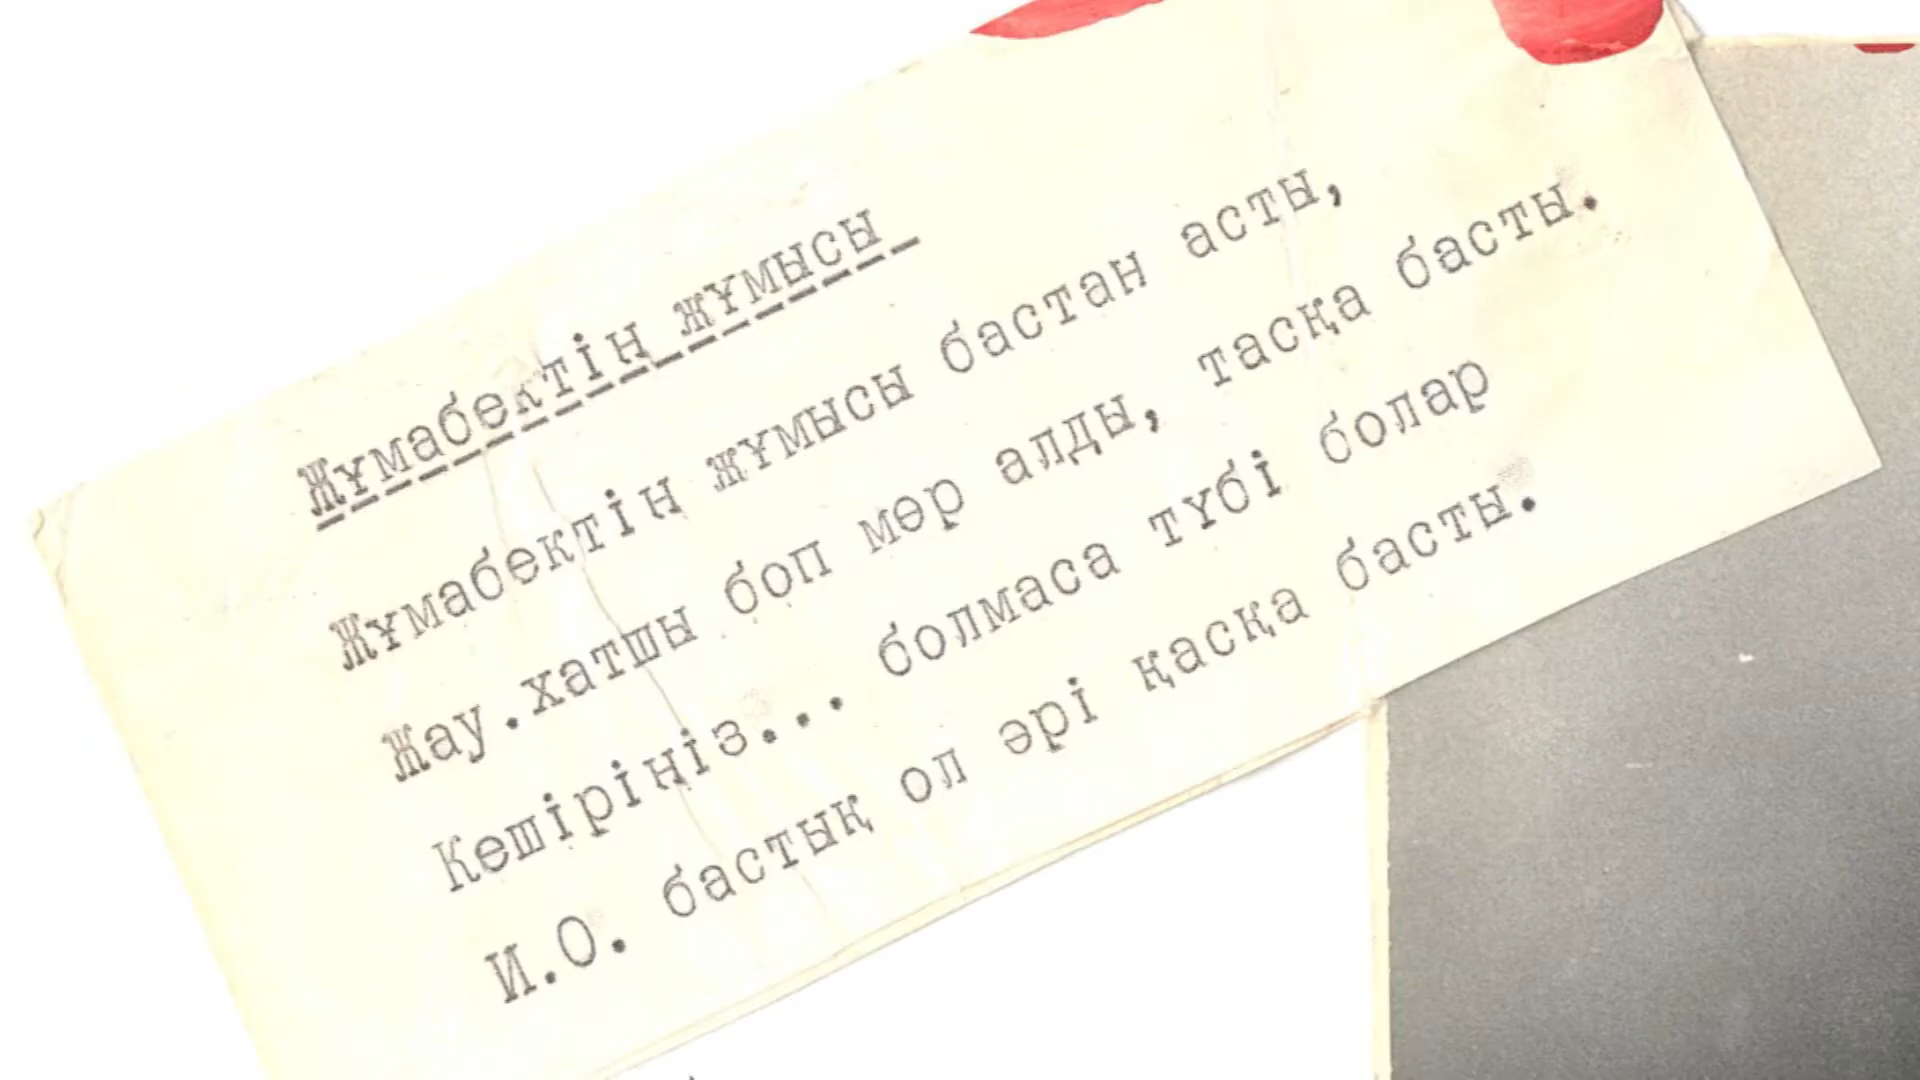 Жұмабектің жұмысы
Жұмабектің жұмысы бастан асты,
Жау.хатшы боп мөр алды, тасқа басты.
Кешіріңіз... болмаса түбі болар
И.О. бастық ол әрі қасқа басты.